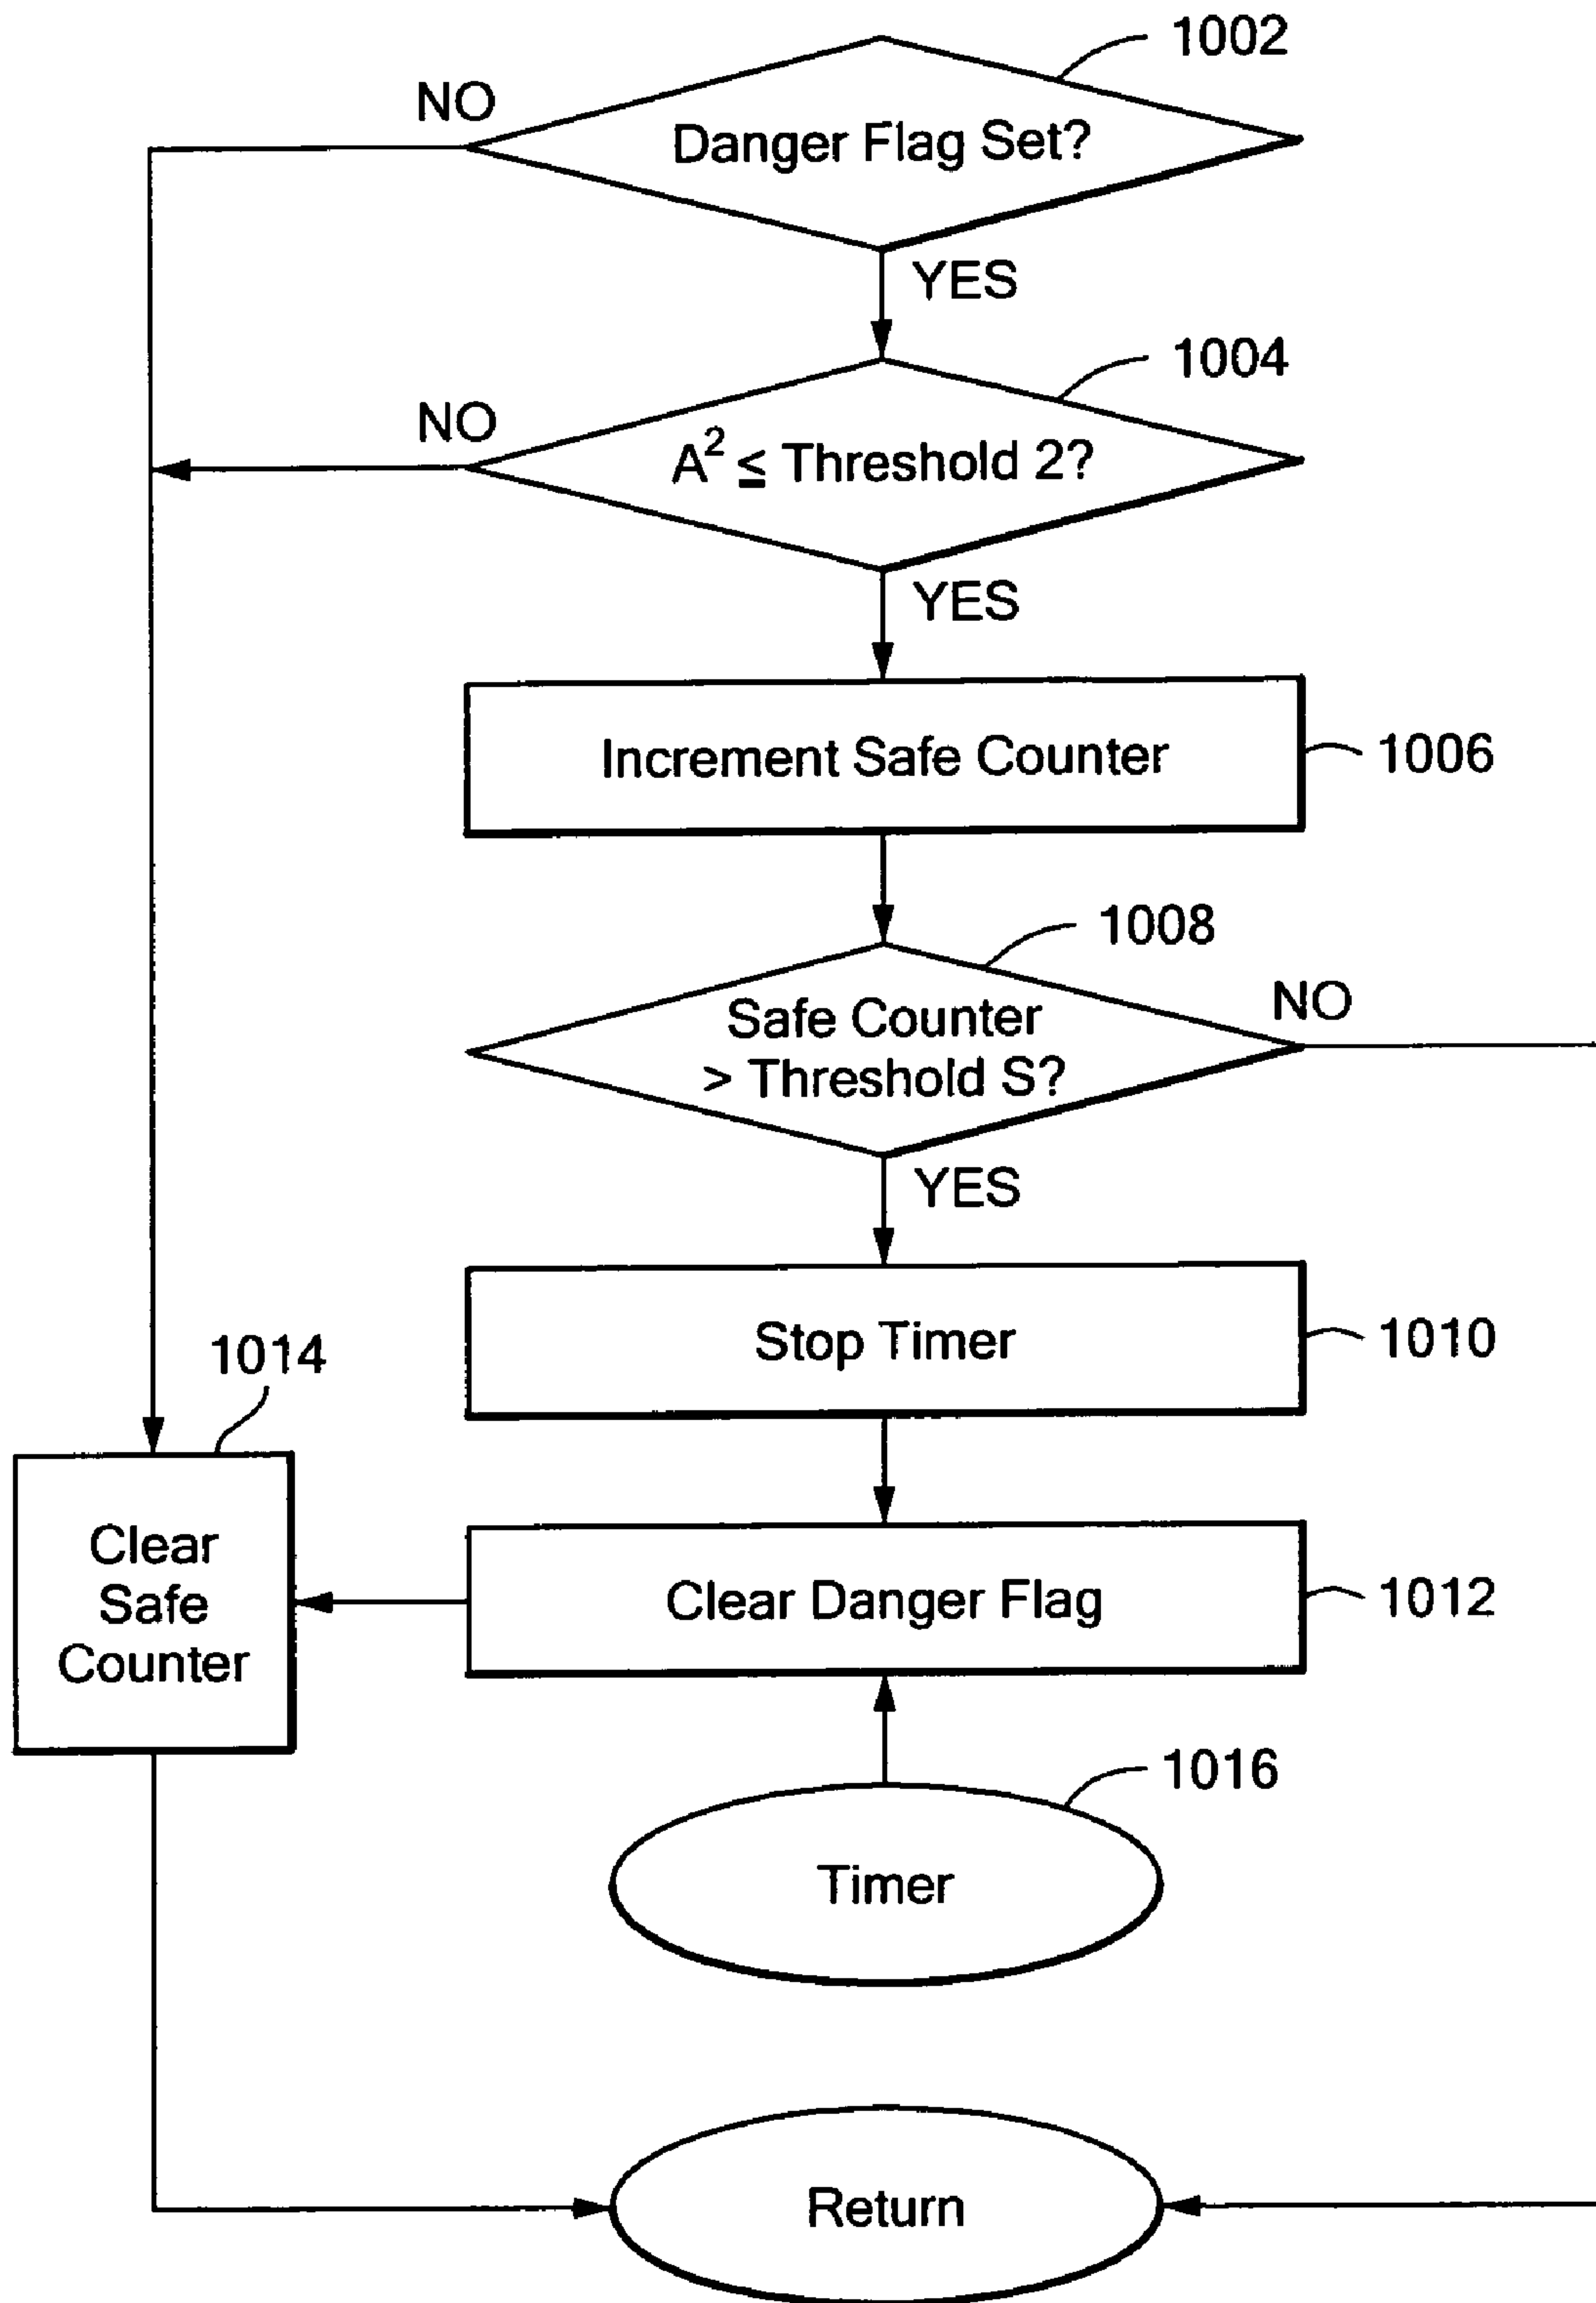 1002
NO
Danger Flag Set?
YES
1004
NO
A² ≤ Threshold 2?
YES
Increment Safe Counter
1006
1008
Safe Counter
> Threshold S?
NO
YES
Stop Timer
1010
1014
Clear
Safe
Counter
Clear Danger Flag
1012
1016
Timer
Return